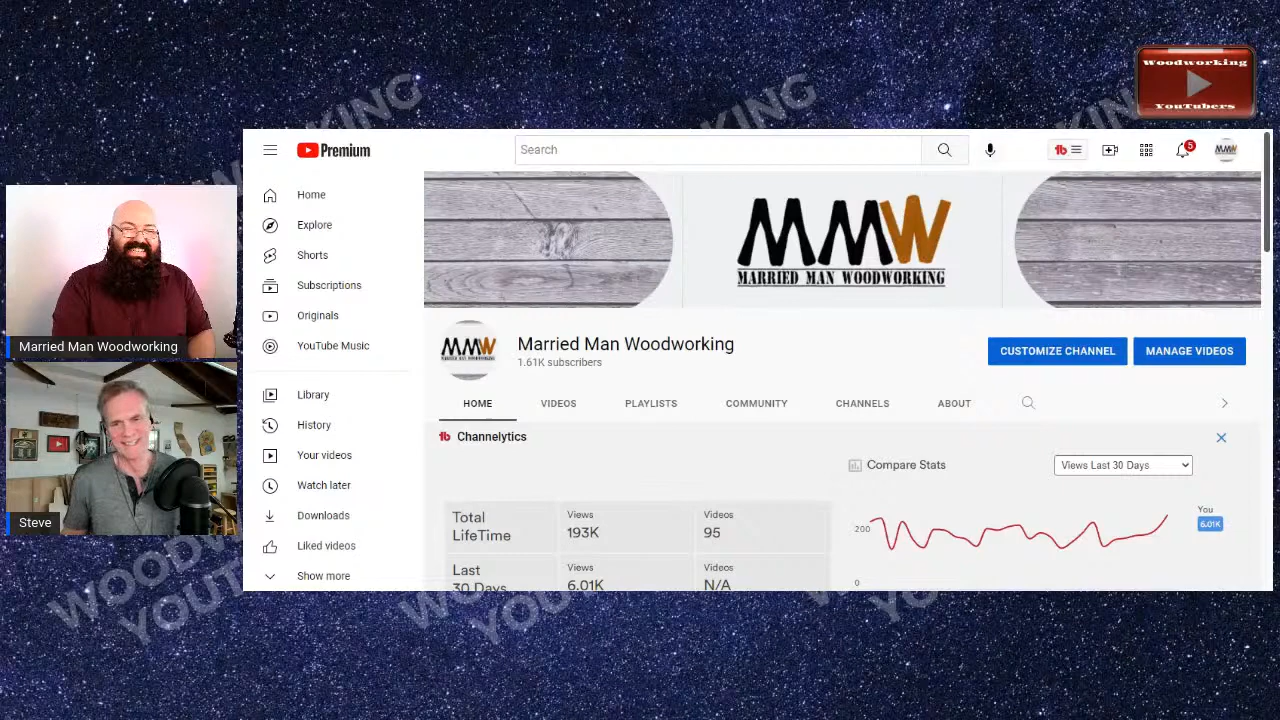 Woodworking
YouTubers
Premium
Search
5
MMW
MARRIED MAN WOODWORKING
Home
Explore
Shorts
Subscriptions
Originals
YouTube Music
Library
History
Your videos
Watch later
Downloads
Liked videos
Show more
MMW
Married Man Woodworking
1.61K subscribers
CUSTOMIZE CHANNEL
MANAGE VIDEOS
HOME
VIDEOS
PLAYLISTS
COMMUNITY
CHANNELS
ABOUT
tb Channelytics
Compare Stats
Views Last 30 Days
Total
LifeTime
Views
193K
Videos
95
Last
30 Days
Views
6.01K
Videos
N/A
200
0
You
6.01K
Married Man Woodworking
Steve